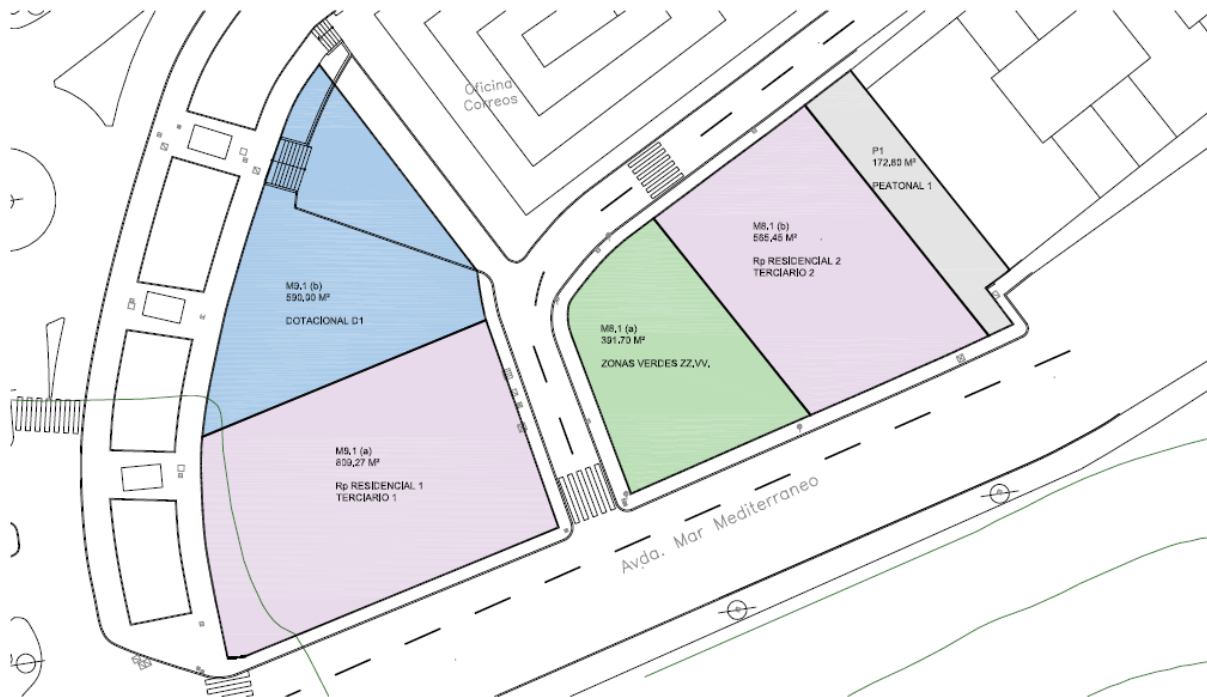 Oficina
Correos
P1
172,80 M²
PEATONAL 1
M8,1 (b)
565,45 M²
Rp RESIDENCIAL 2
TERCIARIO 2
M9,1 (b)
590,00 M²
DOTACIONAL D1
M8,1 (a)
391,70 M²
ZONAS VERDES ZZ,VV,
M9,1 (a)
809,27 M²
Rp RESIDENCIAL 1
TERCIARIO 1
Avda. Mar Mediterraneo